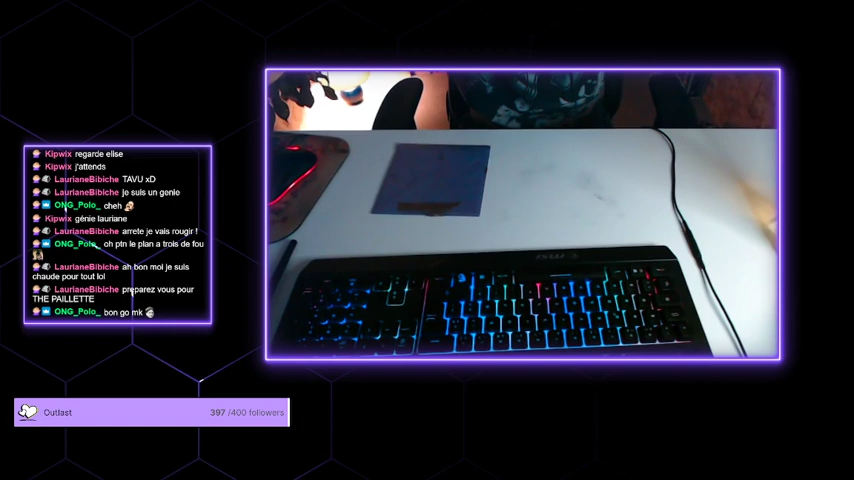 Kipwix regarde elise
Kipwix j'attends
LaurianeBibiche TAVU xD
LaurianeBibiche je suis un genie
ONG_Polo_ cheh
Kipwix génie lauriane
LaurianeBibiche arrete je vais rougir !
ONG_Polo_ oh ptn le plan a trois de fou
LaurianeBibiche ah bon moi je suis
chaude pour tout lol
LaurianeBibiche preparez vous pour
THE PAILLETTE
ONG_Polo_ bon go mk
msi
Outlast 397 /400 followers